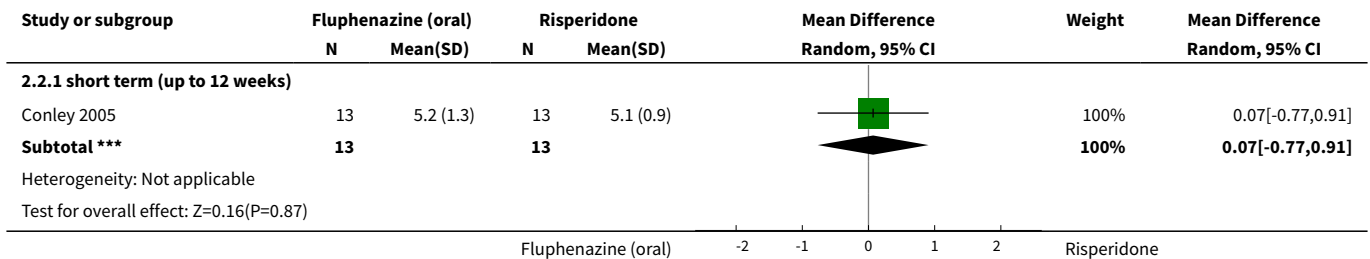 Study or subgroup Fluphenazine (oral) Risperidone Mean Difference Weight Mean Difference
N Mean(SD) N Mean(SD) Random, 95% CI Random, 95% CI
2.2.1 short term (up to 12 weeks)
Conley 2005 13 5.2 (1.3) 13 5.1 (0.9) 100% 0.07[-0.77,0.91]
Subtotal *** 13 13 100% 0.07[-0.77,0.91]
Heterogeneity: Not applicable
Test for overall effect: Z=0.16(P=0.87)
Fluphenazine (oral) -2 -1 0 1 2 Risperidone